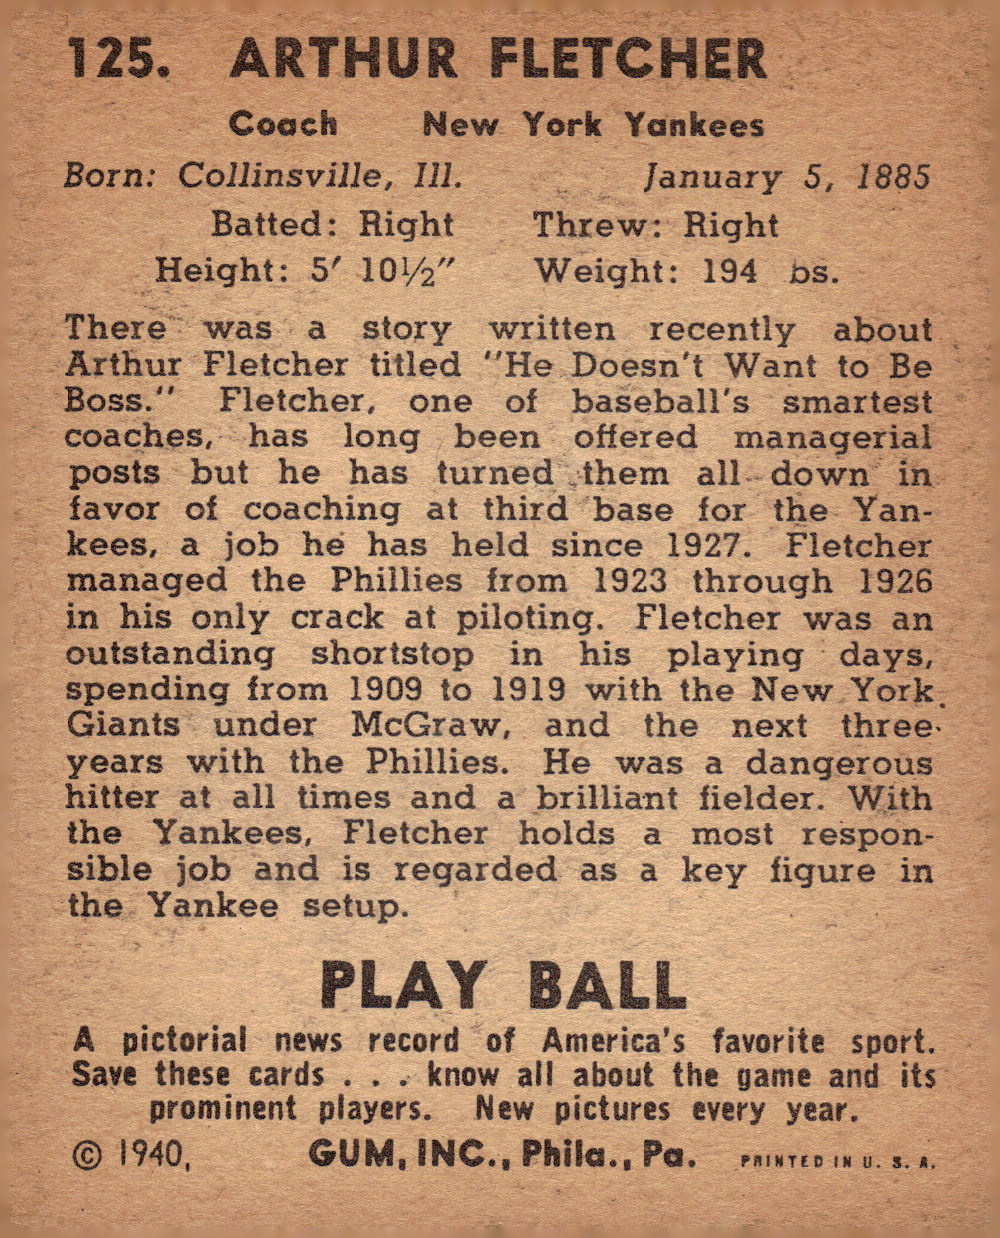 125. ARTHUR FLETCHER
Coach New York Yankees
Born: Collinsville, Ill. January 5, 1885
Batted: Right Threw: Right
Height: 5' 10½" Weight: 194 bs.
There was a story written recently about
Arthur Fletcher titled "He Doesn't Want to Be
Boss." Fletcher, one of baseball's smartest
coaches, has long been offered managerial
posts but he has turned them all down in
favor of coaching at third base for the Yan-
kees, a job he has held since 1927. Fletcher
managed the Phillies from 1923 through 1926
in his only crack at piloting. Fletcher was an
outstanding shortstop in his playing days,
spending from 1909 to 1919 with the New York
Giants under McGraw, and the next three
years with the Phillies. He was a dangerous
hitter at all times and a brilliant fielder. With
the Yankees, Fletcher holds a most respon-
sible job and is regarded as a key figure in
the Yankee setup.
PLAY BALL
A pictorial news record of America's favorite sport.
Save these cards . . . know all about the game and its
prominent players. New pictures every year.
© 1940, GUM, INC., Phila., Pa. PRINTED IN U. S. A.